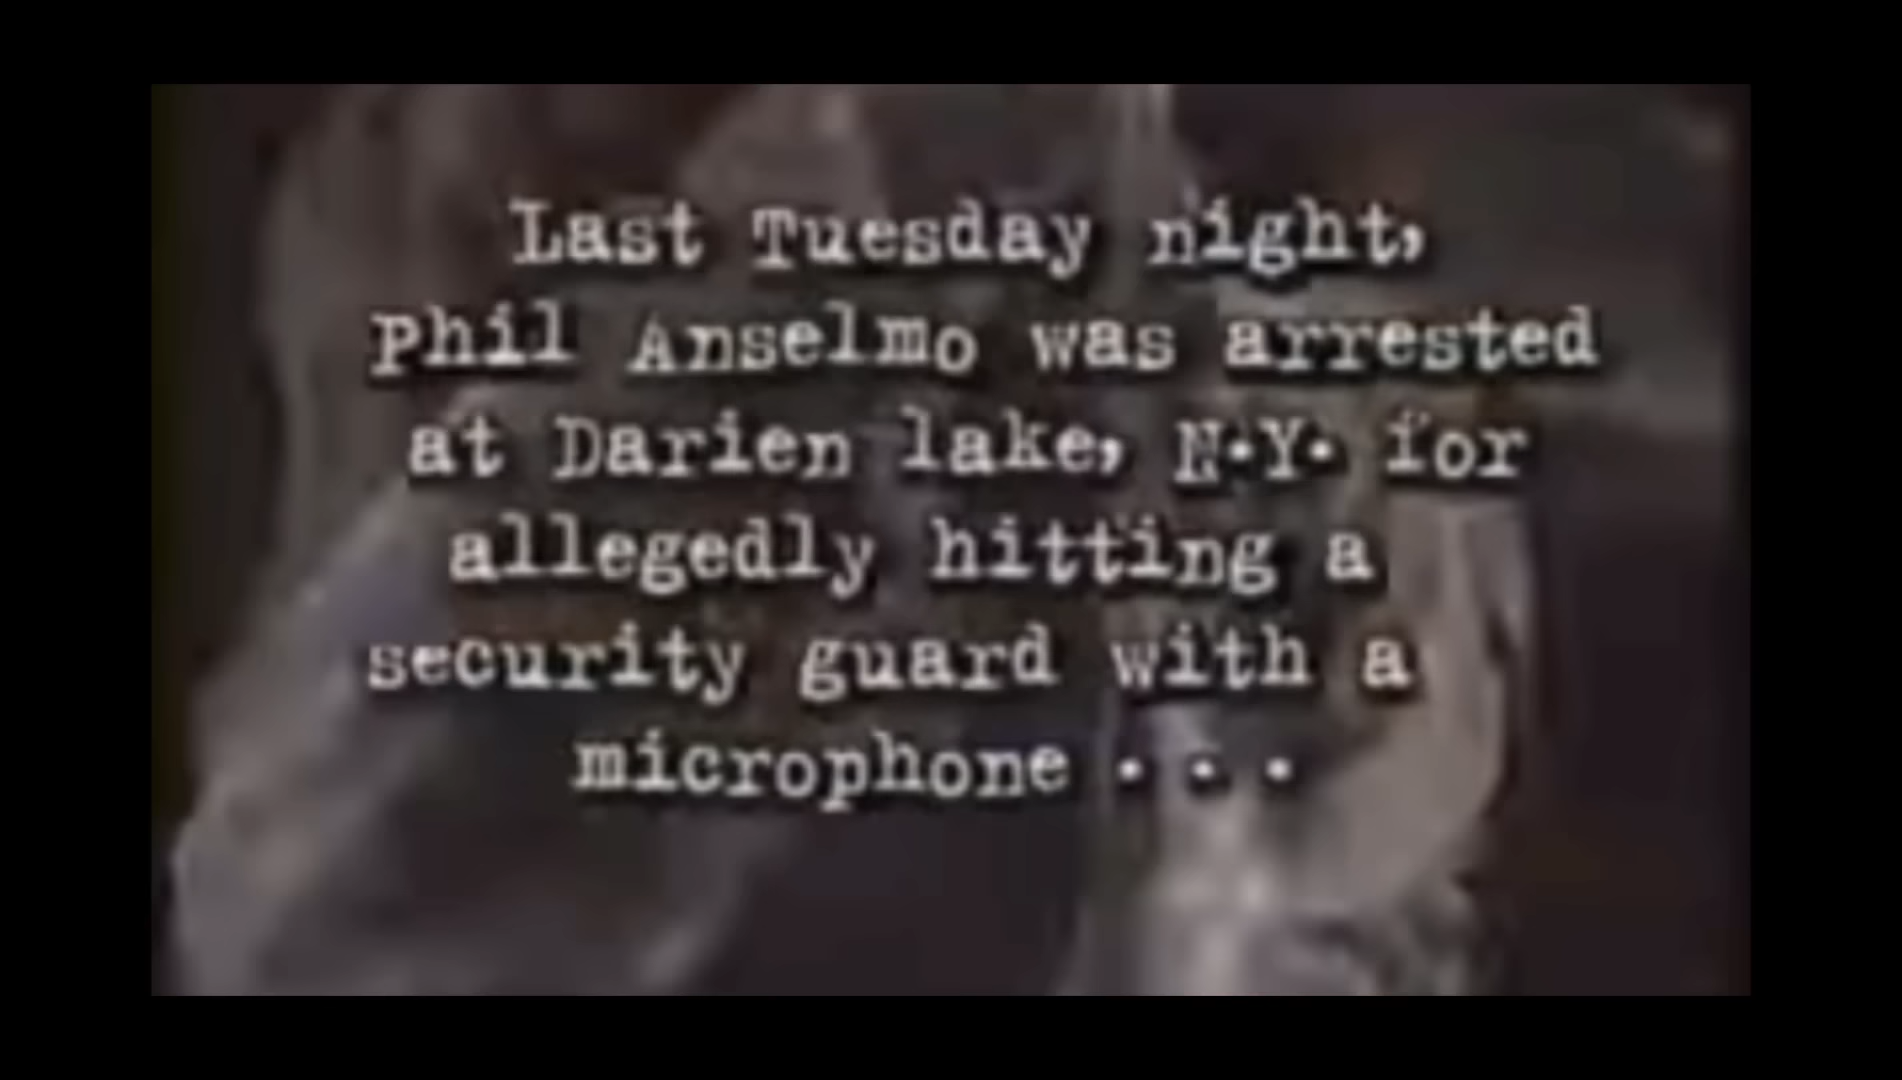 Last Tuesday night,
Phil Anselmo was arrested
at Darien lake, N.Y. for
allegedly hitting a
security guard with a
microphone . . .